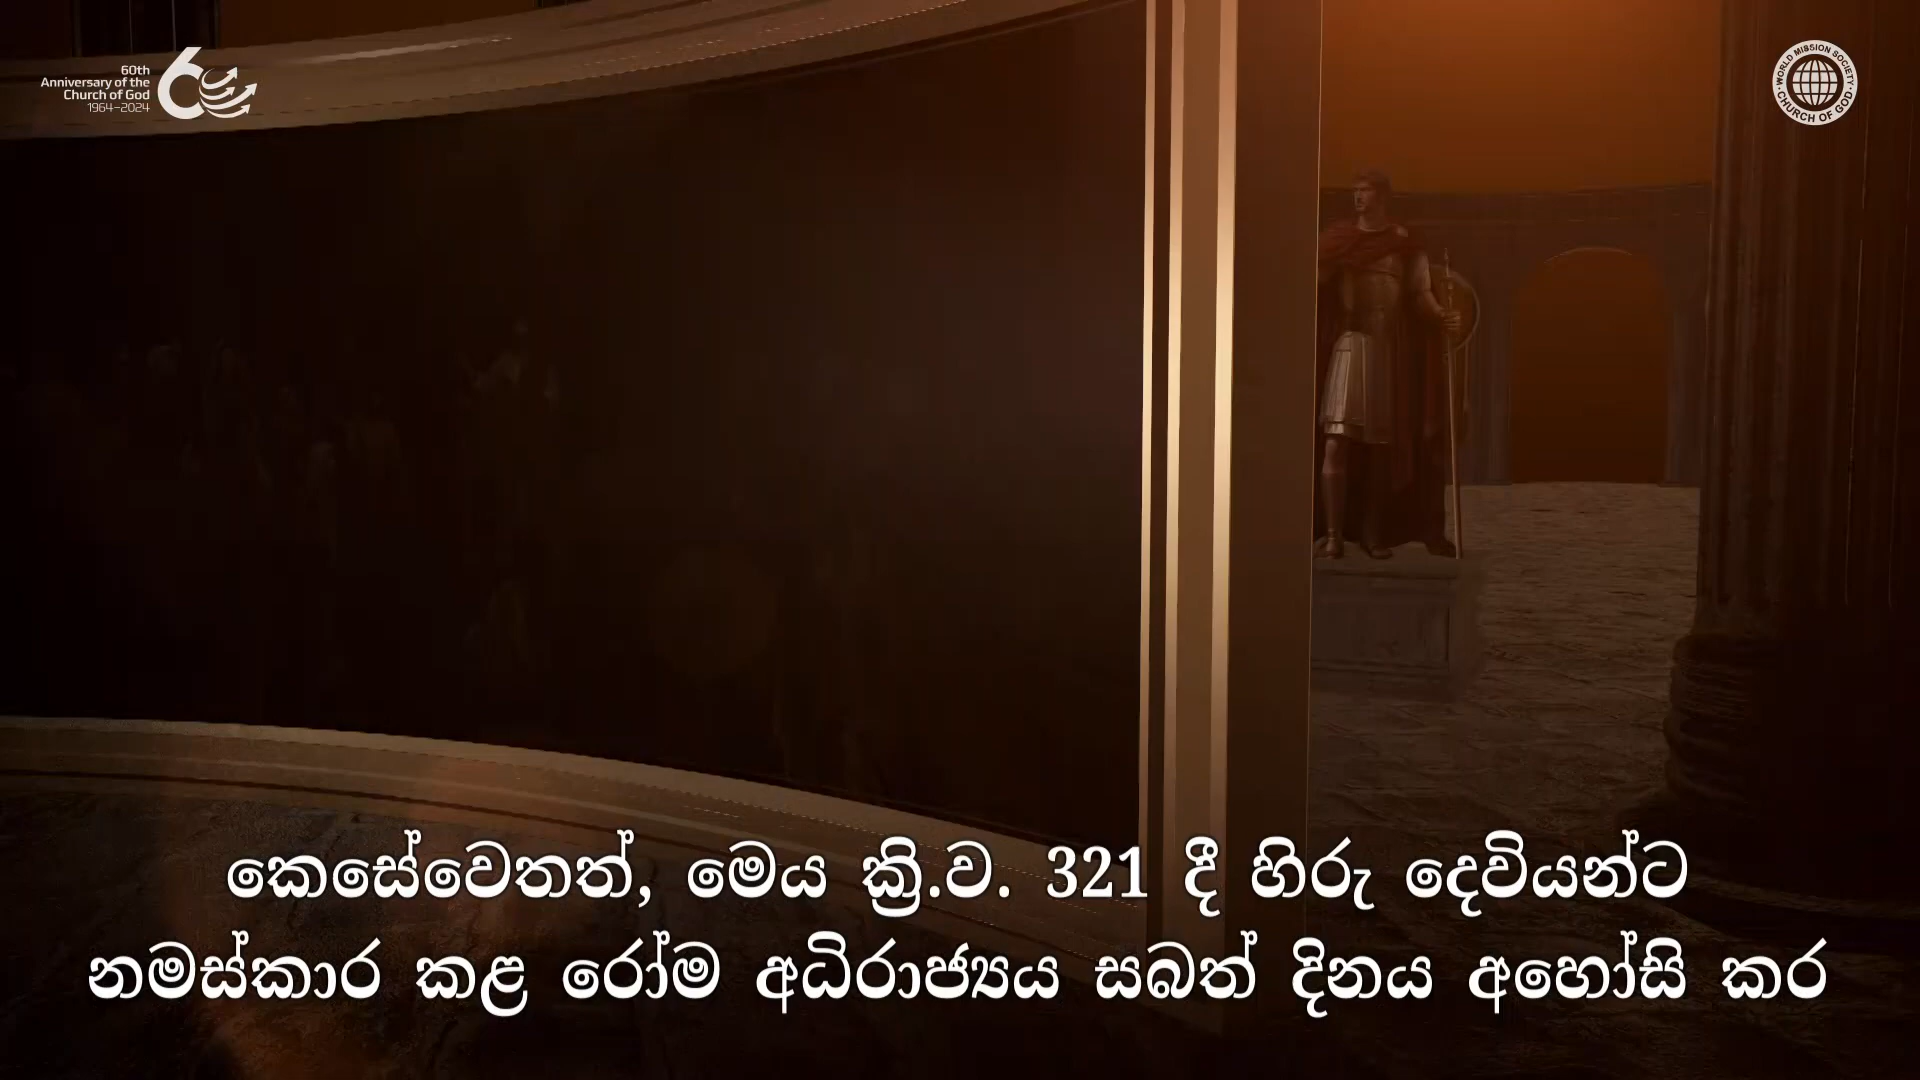 60th
Anniversary of the
Church of God
1964–2024
60
WORLD MISSION SOCIETY
CHURCH OF GOD
කෙසේවෙතත්, මෙය ක්‍රි.ව. 321 දී හිරු දෙවියන්ට
නමස්කාර කළ රෝම අධිරාජ්‍යය සබත් දිනය අහෝසි කර